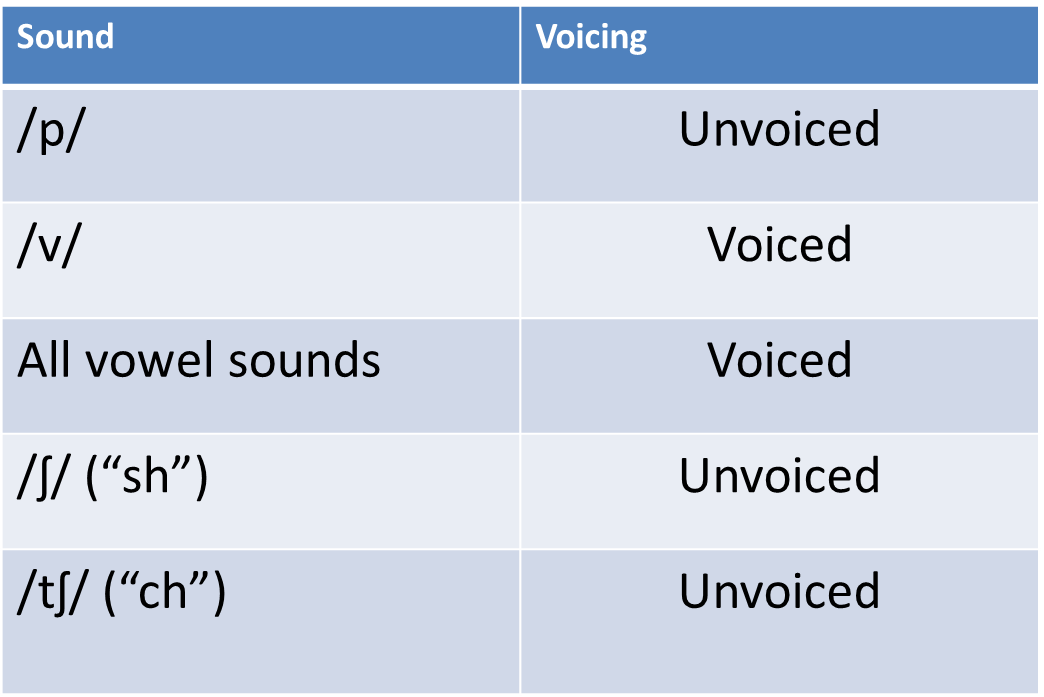 Sound Voicing
/p/ Unvoiced
/v/ Voiced
All vowel sounds Voiced
/ʃ/ (“sh”) Unvoiced
/tʃ/ (“ch”) Unvoiced